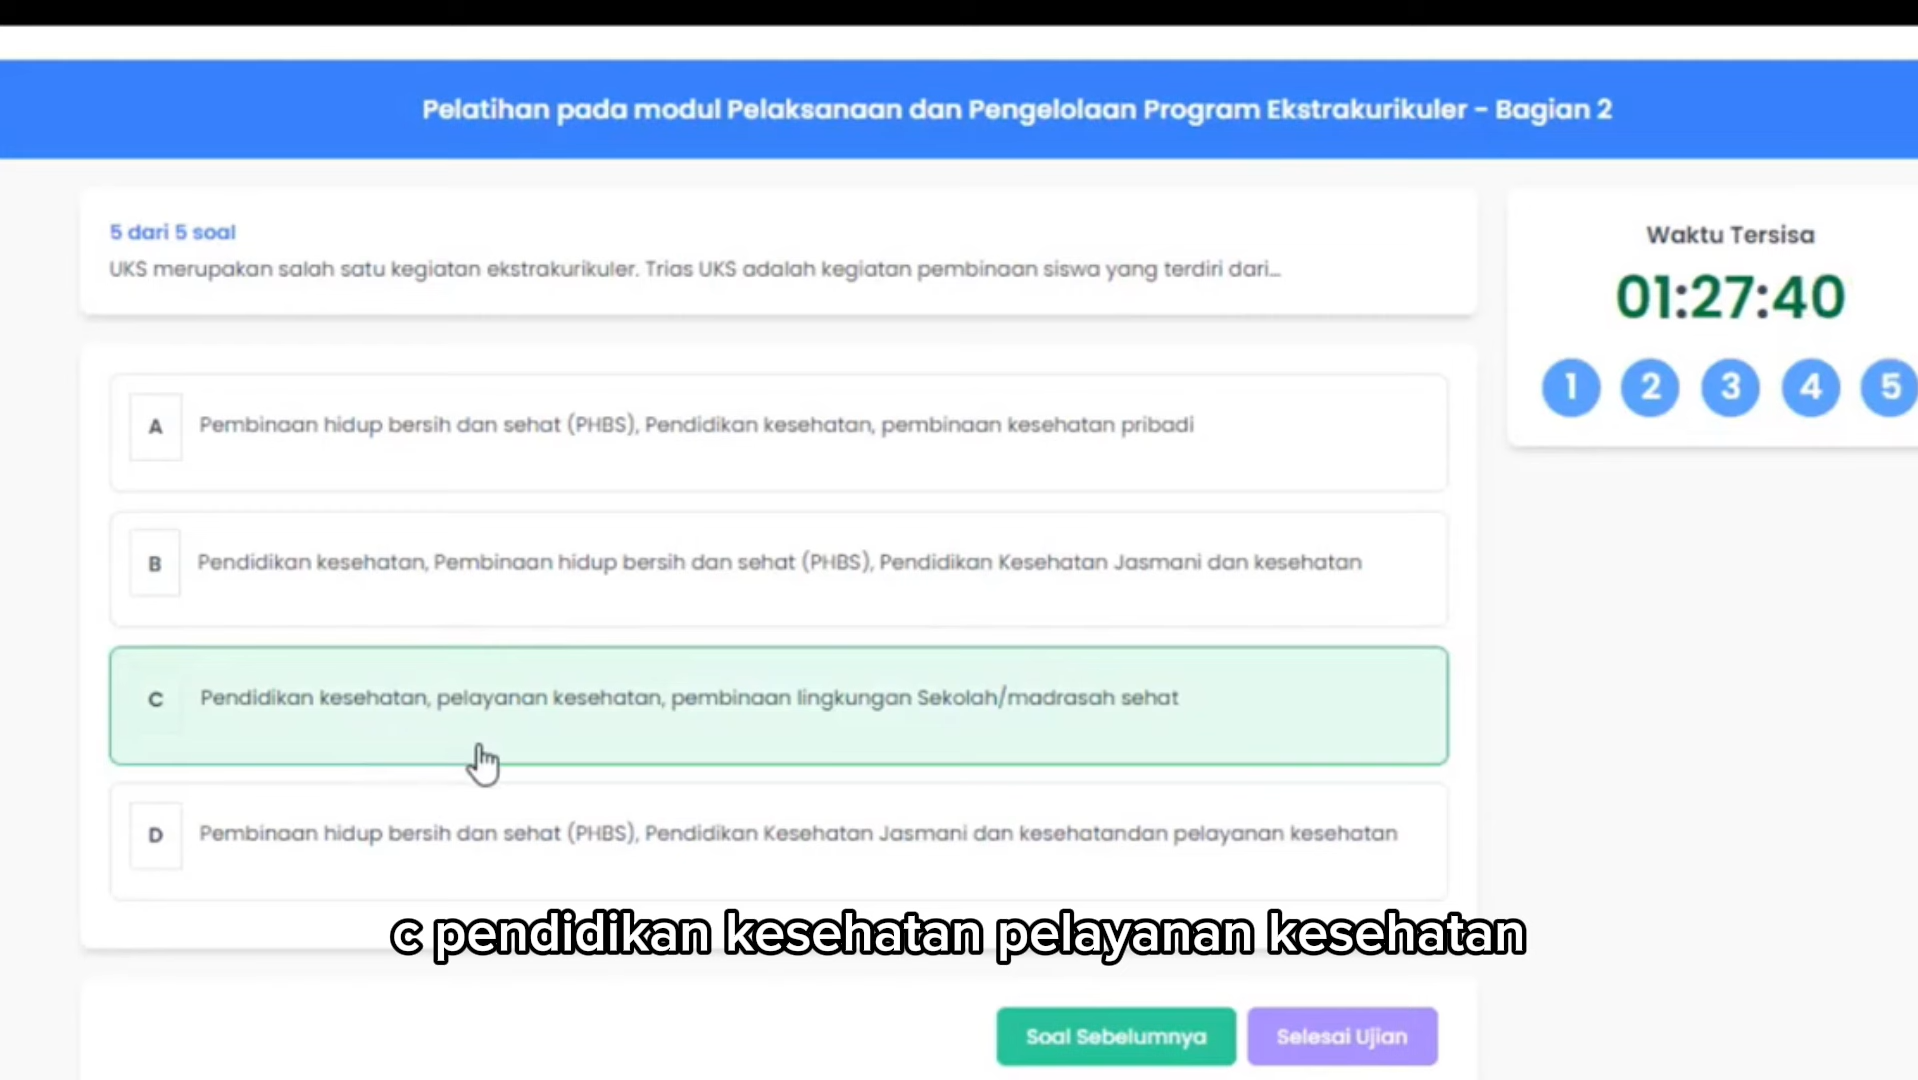 Pelatihan pada modul Pelaksanaan dan Pengelolaan Program Ekstrakurikuler - Bagian 2
5 dari 5 soal
UKS merupakan salah satu kegiatan ekstrakurikuler. Trias UKS adalah kegiatan pembinaan siswa yang terdiri dari...
Waktu Tersisa
01:27:40
1 2 3 4 5
A Pembinaan hidup bersih dan sehat (PHBS), Pendidikan kesehatan, pembinaan kesehatan pribadi
B Pendidikan kesehatan, Pembinaan hidup bersih dan sehat (PHBS), Pendidikan Kesehatan Jasmani dan kesehatan
C Pendidikan kesehatan, pelayanan kesehatan, pembinaan lingkungan Sekolah/madrasah sehat
D Pembinaan hidup bersih dan sehat (PHBS), Pendidikan Kesehatan Jasmani dan kesehatandan pelayanan kesehatan
c pendidikan kesehatan pelayanan kesehatan
Soal Sebelumnya
Selesai Ujian